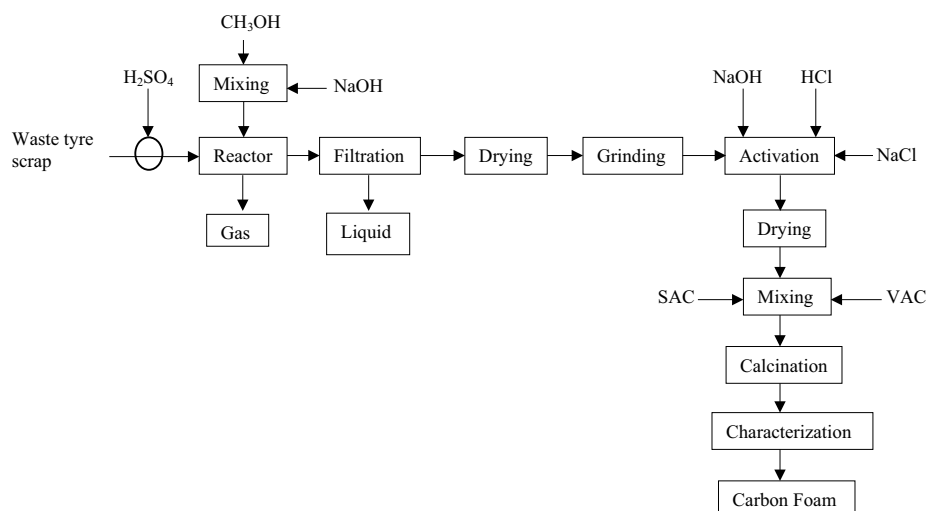 CH₃OH
H₂SO₄
Mixing
NaOH
NaOH
HCl
Waste tyre
scrap
Reactor
Filtration
Drying
Grinding
Activation
NaCl
Gas
Liquid
Drying
SAC
Mixing
VAC
Calcination
Characterization
Carbon Foam